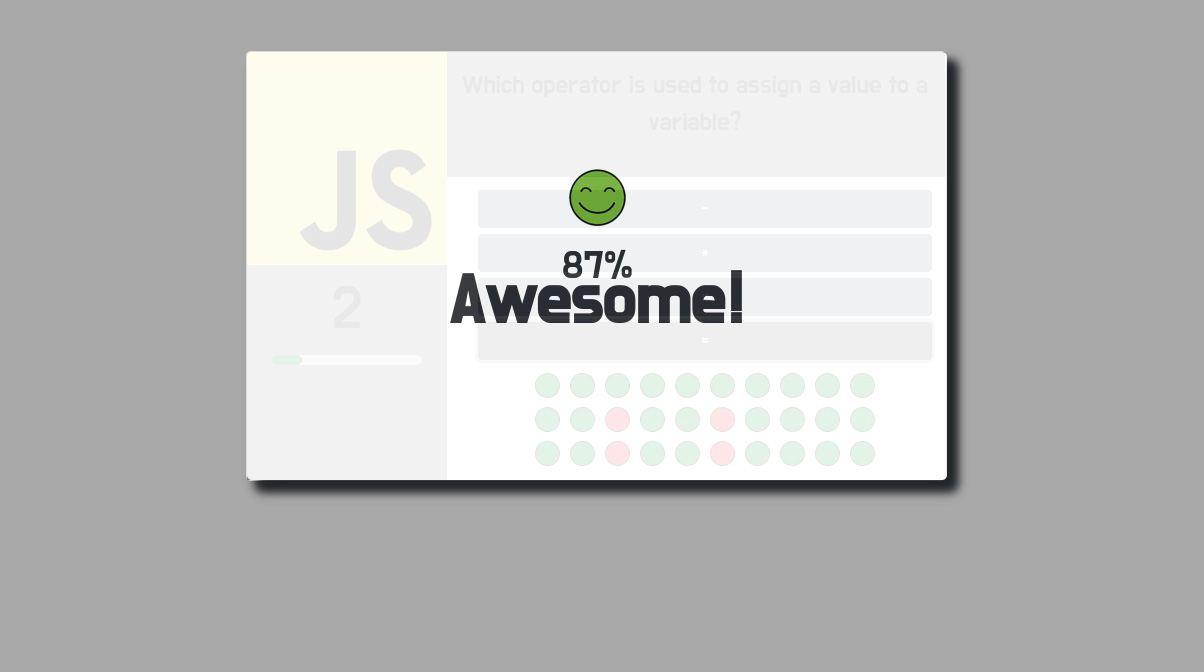 Which operator is used to assign a value to a
variable?
JS
-
*
=
2
87%
Awesome!